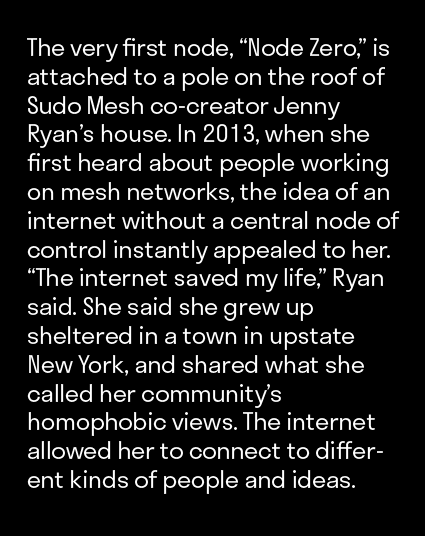 The very first node, “Node Zero,” is
attached to a pole on the roof of
Sudo Mesh co-creator Jenny
Ryan’s house. In 2013, when she
first heard about people working
on mesh networks, the idea of an
internet without a central node of
control instantly appealed to her.
“The internet saved my life,” Ryan
said. She said she grew up
sheltered in a town in upstate
New York, and shared what she
called her community’s
homophobic views. The internet
allowed her to connect to differ-
ent kinds of people and ideas.